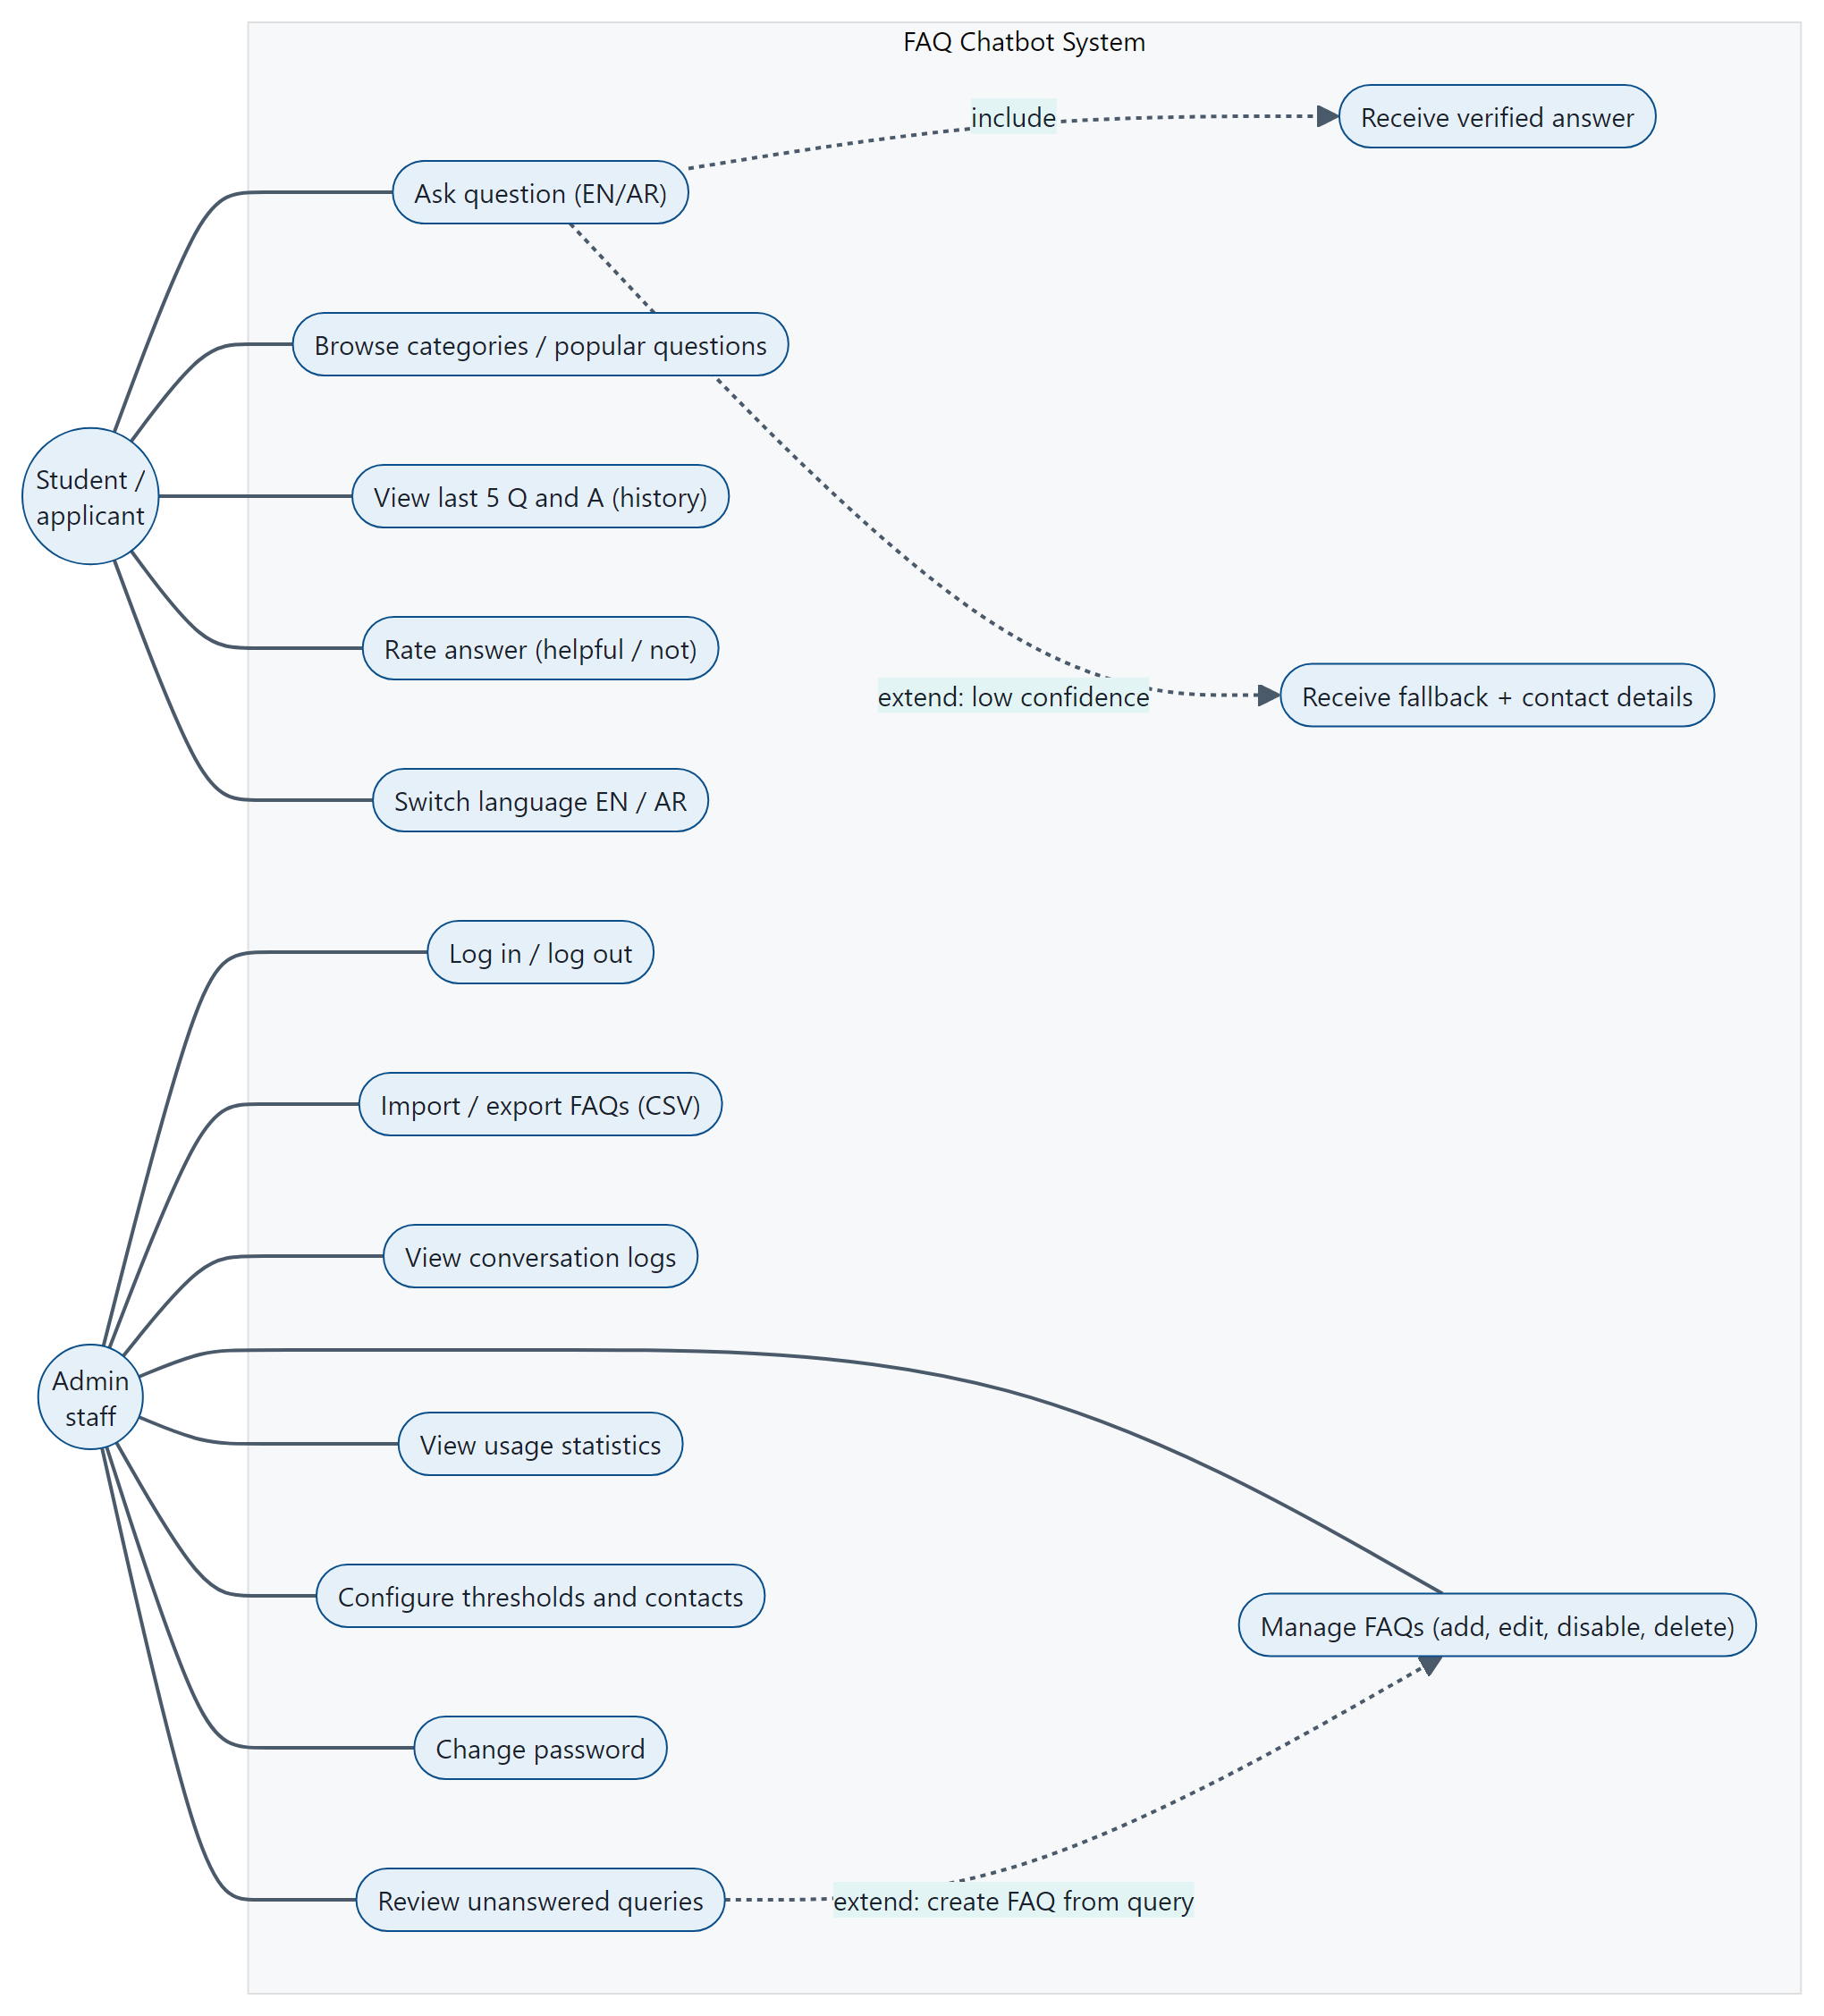 FAQ Chatbot System
include
Receive verified answer
Ask question (EN/AR)
Browse categories / popular questions
Student /
applicant
View last 5 Q and A (history)
Rate answer (helpful / not)
extend: low confidence
Receive fallback + contact details
Switch language EN / AR
Log in / log out
Import / export FAQs (CSV)
View conversation logs
Admin
staff
View usage statistics
Configure thresholds and contacts
Manage FAQs (add, edit, disable, delete)
Change password
Review unanswered queries
extend: create FAQ from query